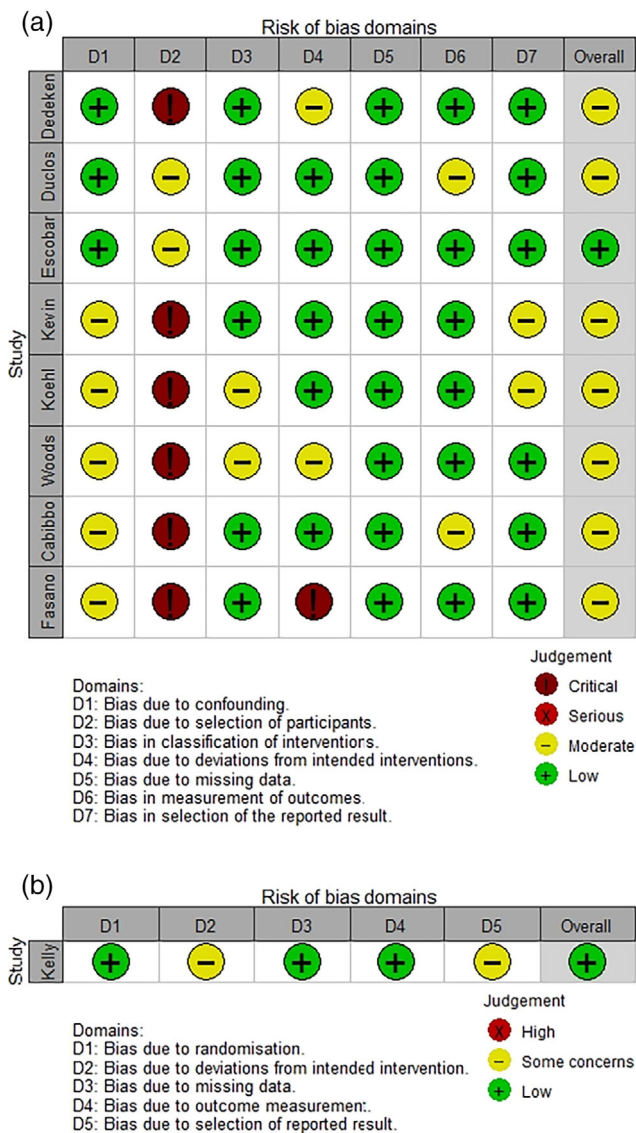 (a)
Risk of bias domains
D1 D2 D3 D4 D5 D6 D7 Overall
Study
Dedeken + ! + - + + + -
Duclos + - + + + - + -
Escobar + - + + + + + +
Kevin - ! + + + + - -
Koehl - ! - + + + - -
Woods - ! - - + + + -
Cabibbo - ! + + + - + -
Fasano - ! + ! + + + -
Domains:
D1: Bias due to confounding.
D2: Bias due to selection of participants.
D3: Bias in classification of interventions.
D4: Bias due to deviations from intended interventions.
D5: Bias due to missing data.
D6: Bias in measurement of outcomes.
D7: Bias in selection of the reported result.
Judgement
! Critical
X Serious
- Moderate
+ Low
(b)
Risk of bias domains
D1 D2 D3 D4 D5 Overall
Study
Kelly + - + + - +
Domains:
D1: Bias due to randomisation.
D2: Bias due to deviations from intended intervention.
D3: Bias due to missing data.
D4: Bias due to outcome measurement.
D5: Bias due to selection of reported result.
Judgement
X High
- Some concerns
+ Low